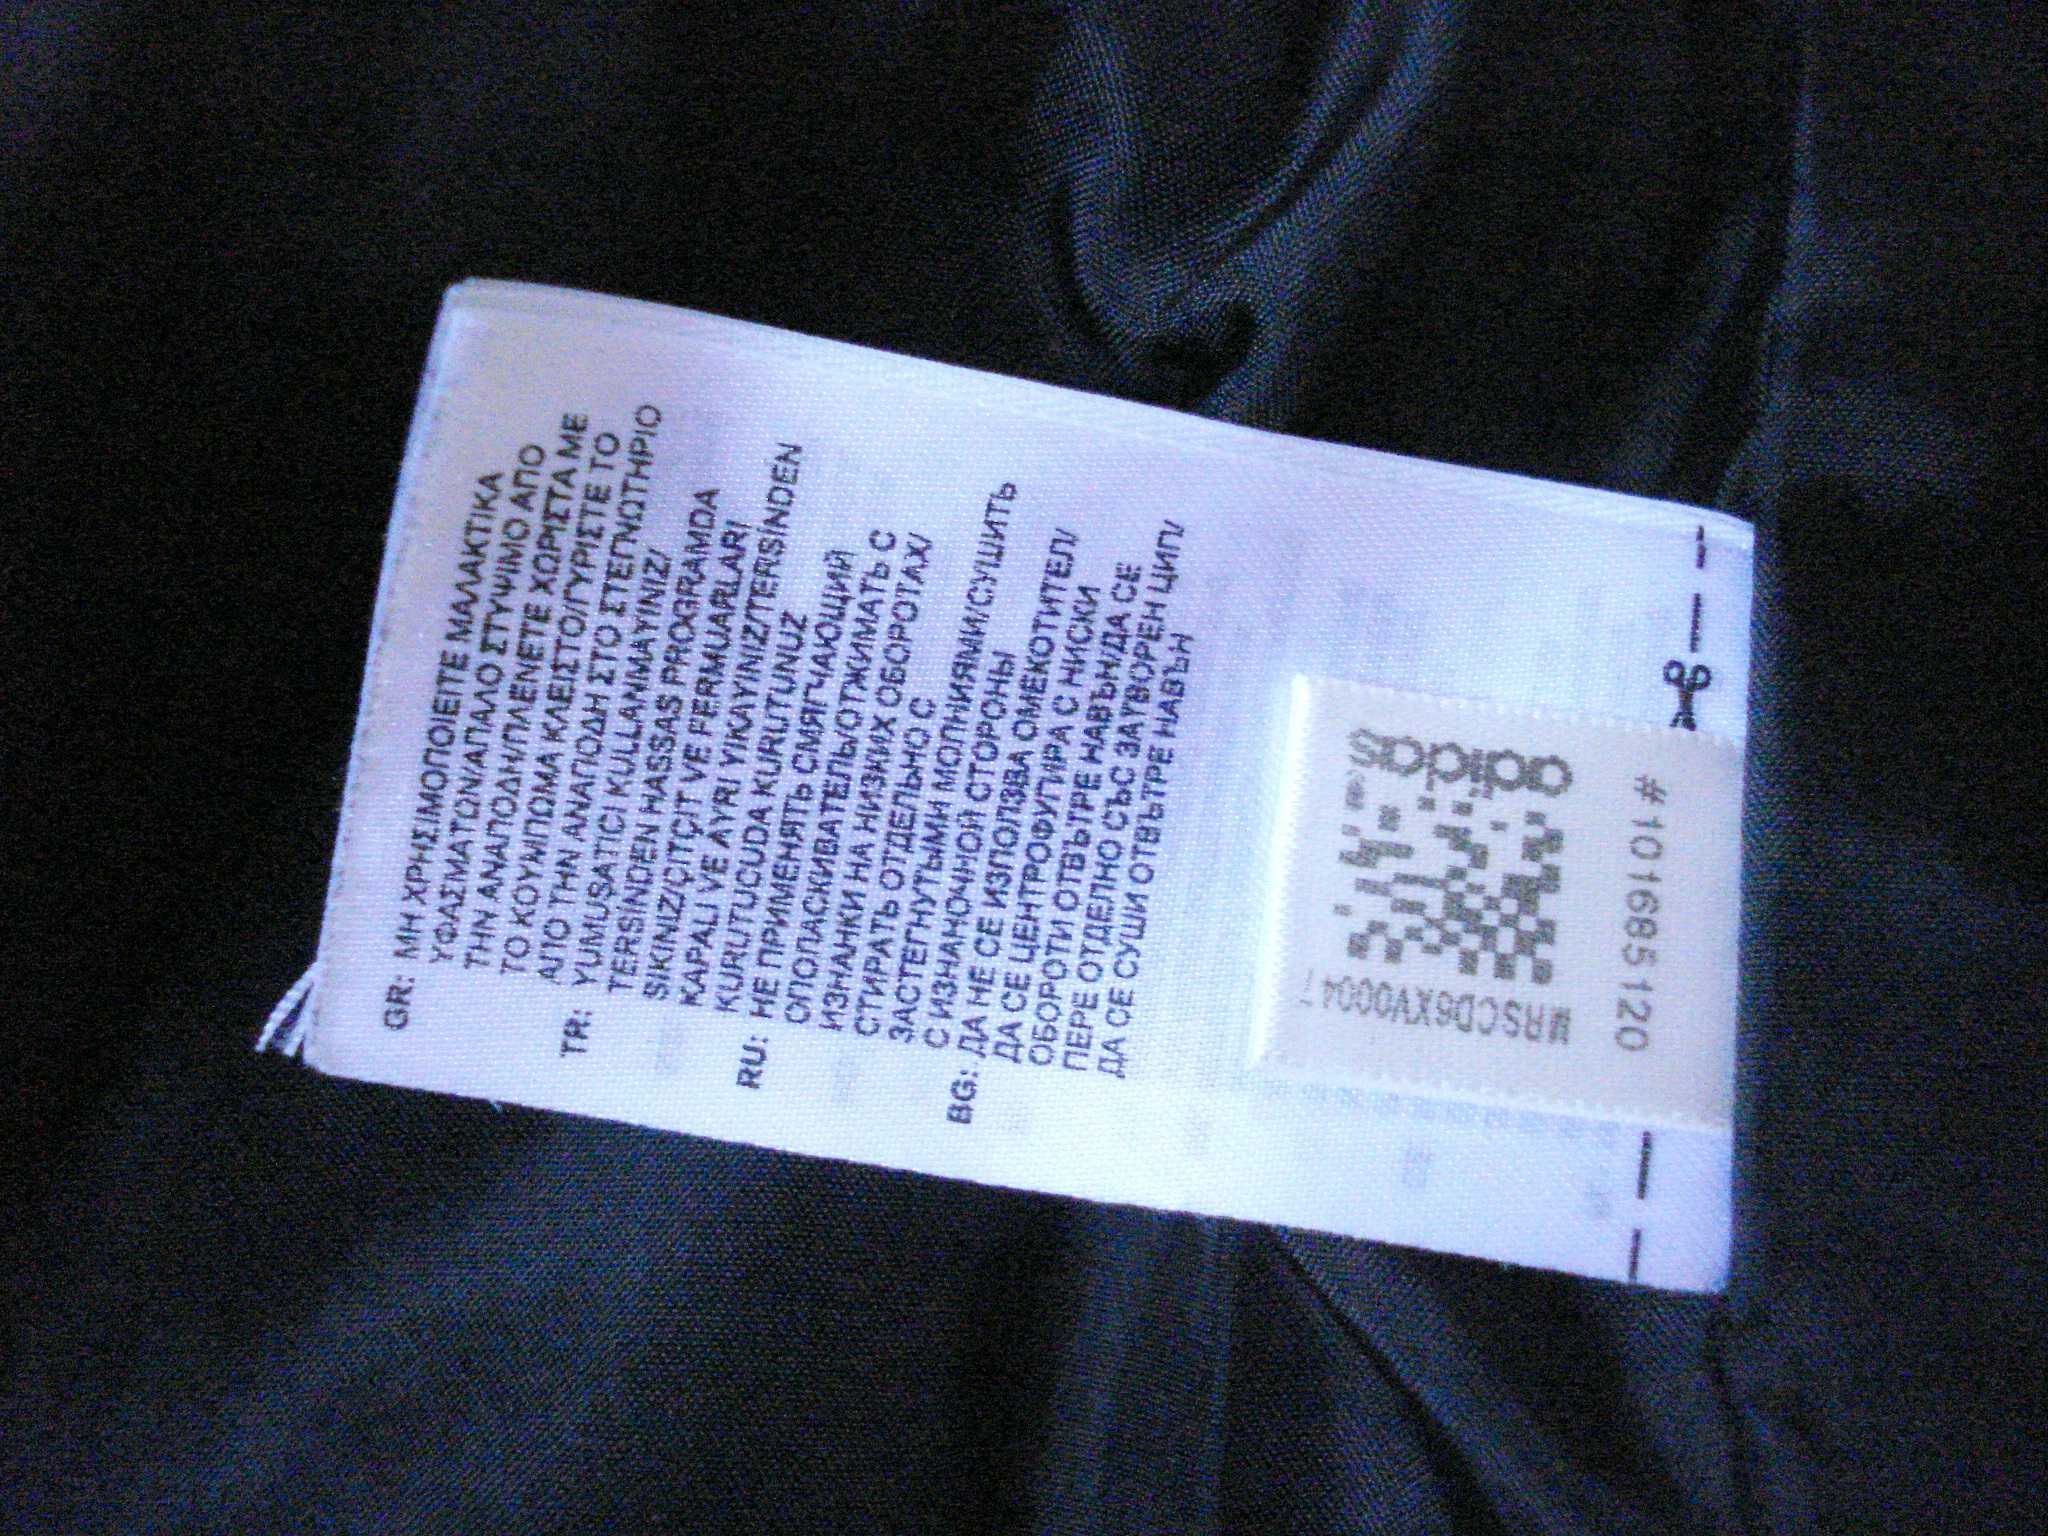 GR: ΜΗ ΧΡΗΣΙΜΟΠΟΙΕΙΤΕ ΜΑΛΑΚΤΙΚΑ
ΥΦΑΣΜΑΤΩΝ/ΑΠΑΛΟ ΣΤΥΨΙΜΟ ΑΠΟ
ΤΗΝ ΑΝΑΠΟΔΗ/ΠΛΕΝΕΤΕ ΧΩΡΙΣΤΑ ΜΕ
ΤΟ ΚΟΥΜΠΩΜΑ ΚΛΕΙΣΤΟ/ΓΥΡΙΣΤΕ ΤΟ
ΑΠΟ ΤΗΝ ΑΝΑΠΟΔΗ ΣΤΟ ΣΤΕΓΝΩΤΗΡΙΟ
TR: YUMUŞATICI KULLANMAYINIZ/
TERSINDEN HASSAS PROGRAMDA
SIKINIZ/ÇITÇIT VE FERMUARLARI
KAPALI VE AYRI YIKAYINIZ/TERSİNDEN
KURUTUCUDA KURUTUNUZ
RU: НЕ ПРИМЕНЯТЬ СМЯГЧАЮЩИЙ
ОПОЛАСКИВАТЕЛЬ/ОТЖИМАТЬ С
ИЗНАНКИ НА НИЗКИХ ОБОРОТАХ/
СТИРАТЬ ОТДЕЛЬНО С
ЗАСТЕГНУТЫМИ МОЛНИЯМИ/СУШИТЬ
С ИЗНАНОЧНОЙ СТОРОНЫ
BG: ДА НЕ СЕ ИЗПОЛЗВА ОМЕКОТИТЕЛ/
ДА СЕ ЦЕНТРОФУГИРА С НИСКИ
ОБОРОТИ ОТВЪТРЕ НАВЪН/ДА СЕ
ПЕРЕ ОТДЕЛНО СЪС ЗАТВОРЕН ЦИП/
ДА СЕ СУШИ ОТВЪТРЕ НАВЪН
adidas
MRSCD6XV00047
#101685120